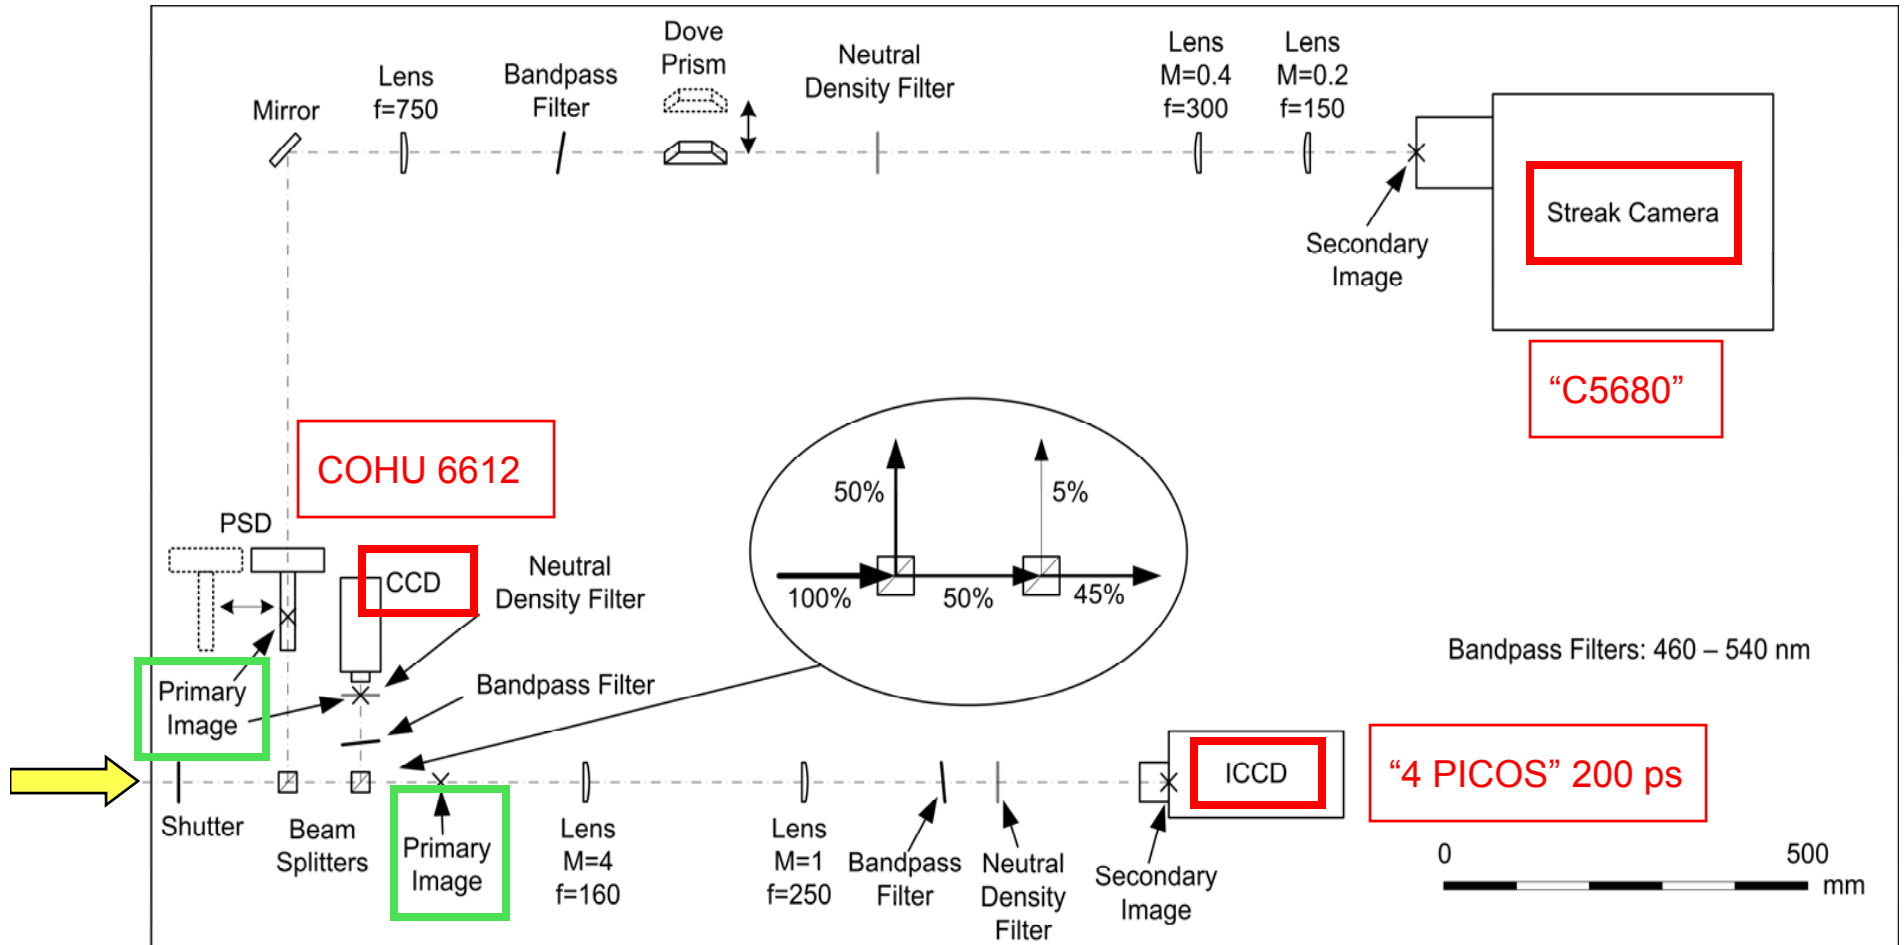 Dove
Prism
Neutral
Density Filter
Lens
M=0.4
f=300
Lens
M=0.2
f=150
Lens
f=750
Bandpass
Filter
Mirror
Streak Camera
Secondary
Image
“C5680”
COHU 6612
PSD
CCD
Neutral
Density Filter
50%
5%
100%
50%
45%
Primary
Image
Bandpass Filter
Bandpass Filters: 460 – 540 nm
ICCD
“4 PICOS” 200 ps
Shutter
Beam
Splitters
Primary
Image
Lens
M=4
f=160
Lens
M=1
f=250
Bandpass
Filter
Neutral
Density
Filter
Secondary
Image
0
500
mm